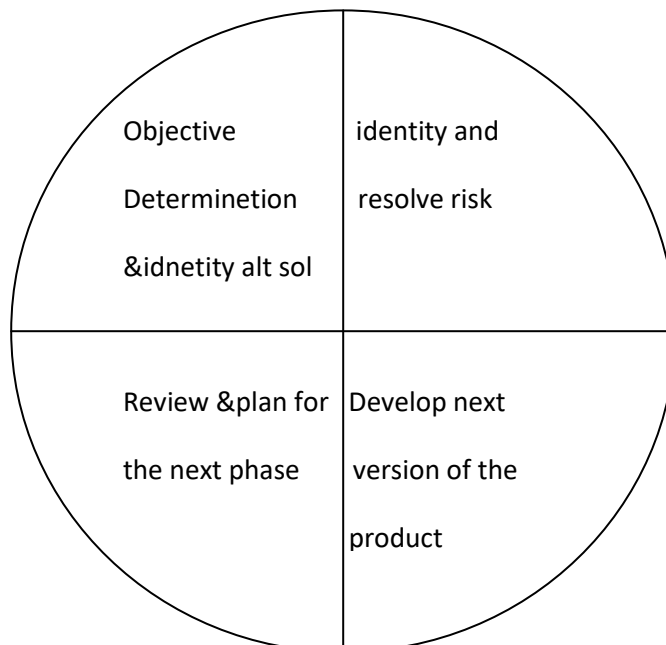 Objective
Determinetion
&idnetity alt sol
identity and
resolve risk
Review &plan for
the next phase
Develop next
version of the
product